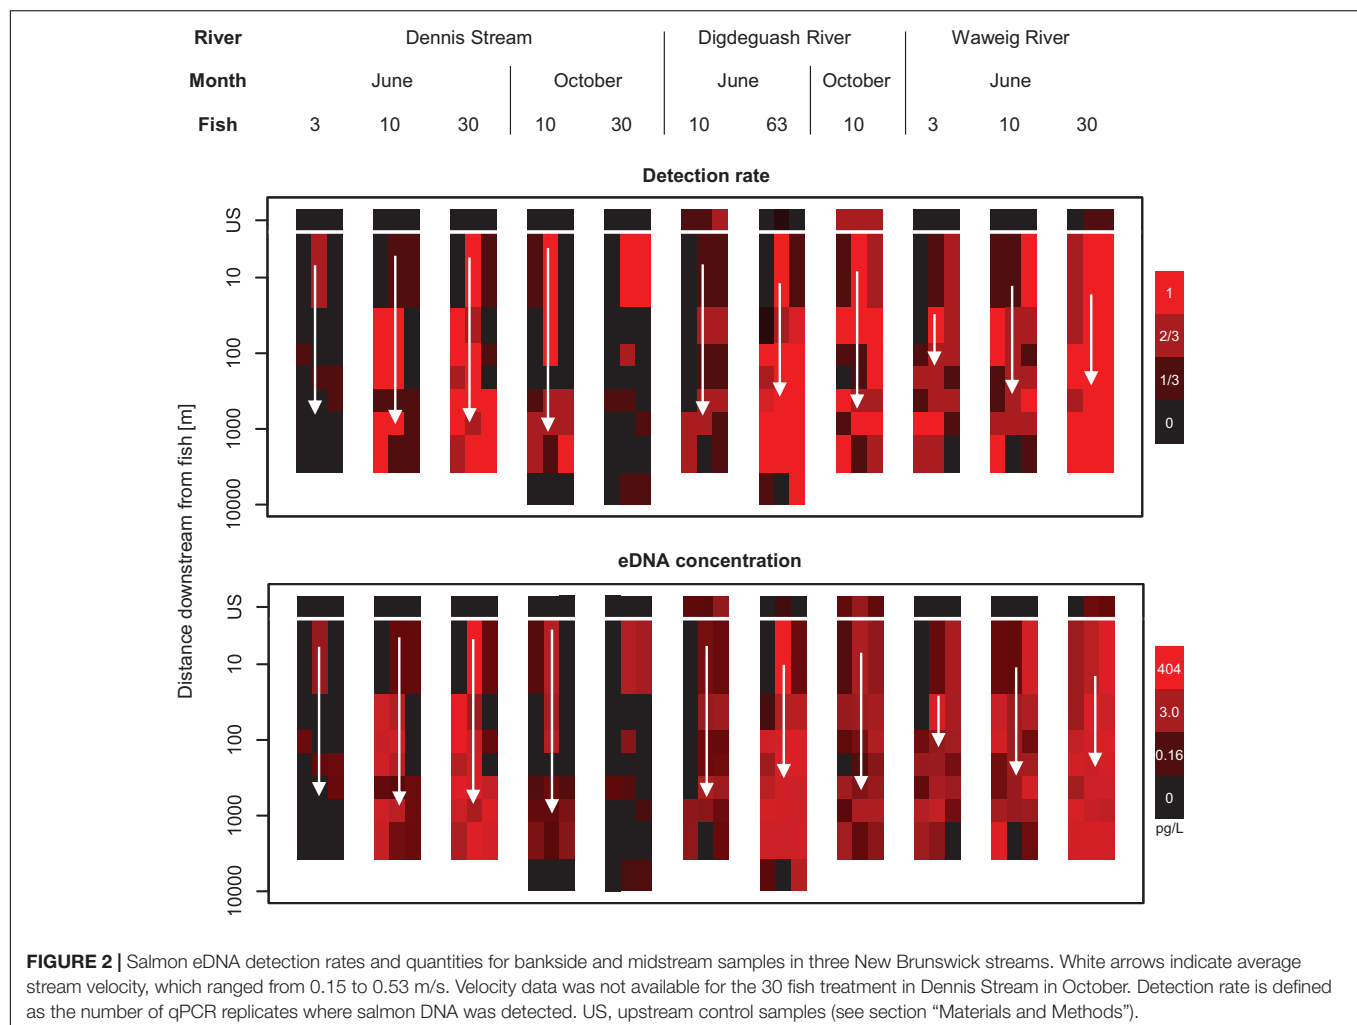 River Dennis Stream Digdeguash River Waweig River
Month June October June October June
Fish 3 10 30 10 30 10 63 10 3 10 30
Detection rate
US
10
100
1000
10000
1
2/3
1/3
0
Distance downstream from fish [m]
eDNA concentration
US
10
100
1000
10000
404
3.0
0.16
0
pg/L
FIGURE 2 | Salmon eDNA detection rates and quantities for bankside and midstream samples in three New Brunswick streams. White arrows indicate average
stream velocity, which ranged from 0.15 to 0.53 m/s. Velocity data was not available for the 30 fish treatment in Dennis Stream in October. Detection rate is defined
as the number of qPCR replicates where salmon DNA was detected. US, upstream control samples (see section “Materials and Methods”).